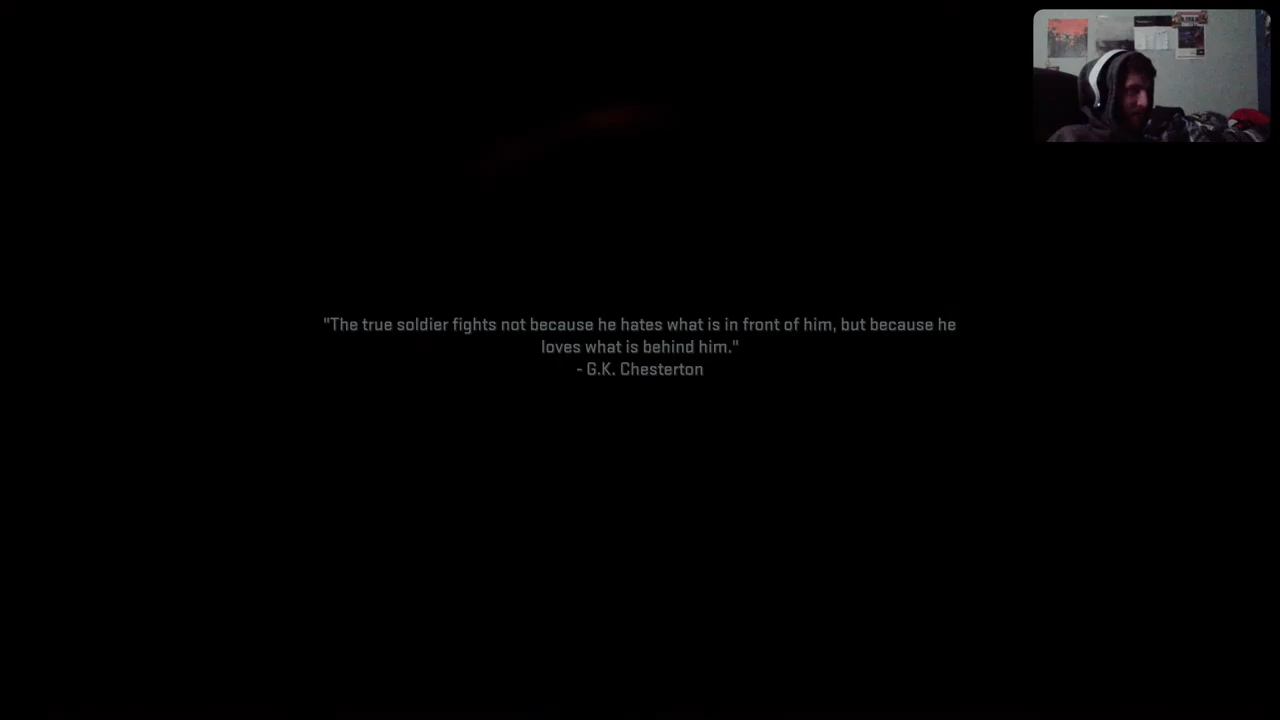 "The true soldier fights not because he hates what is in front of him, but because he
loves what is behind him."
- G.K. Chesterton